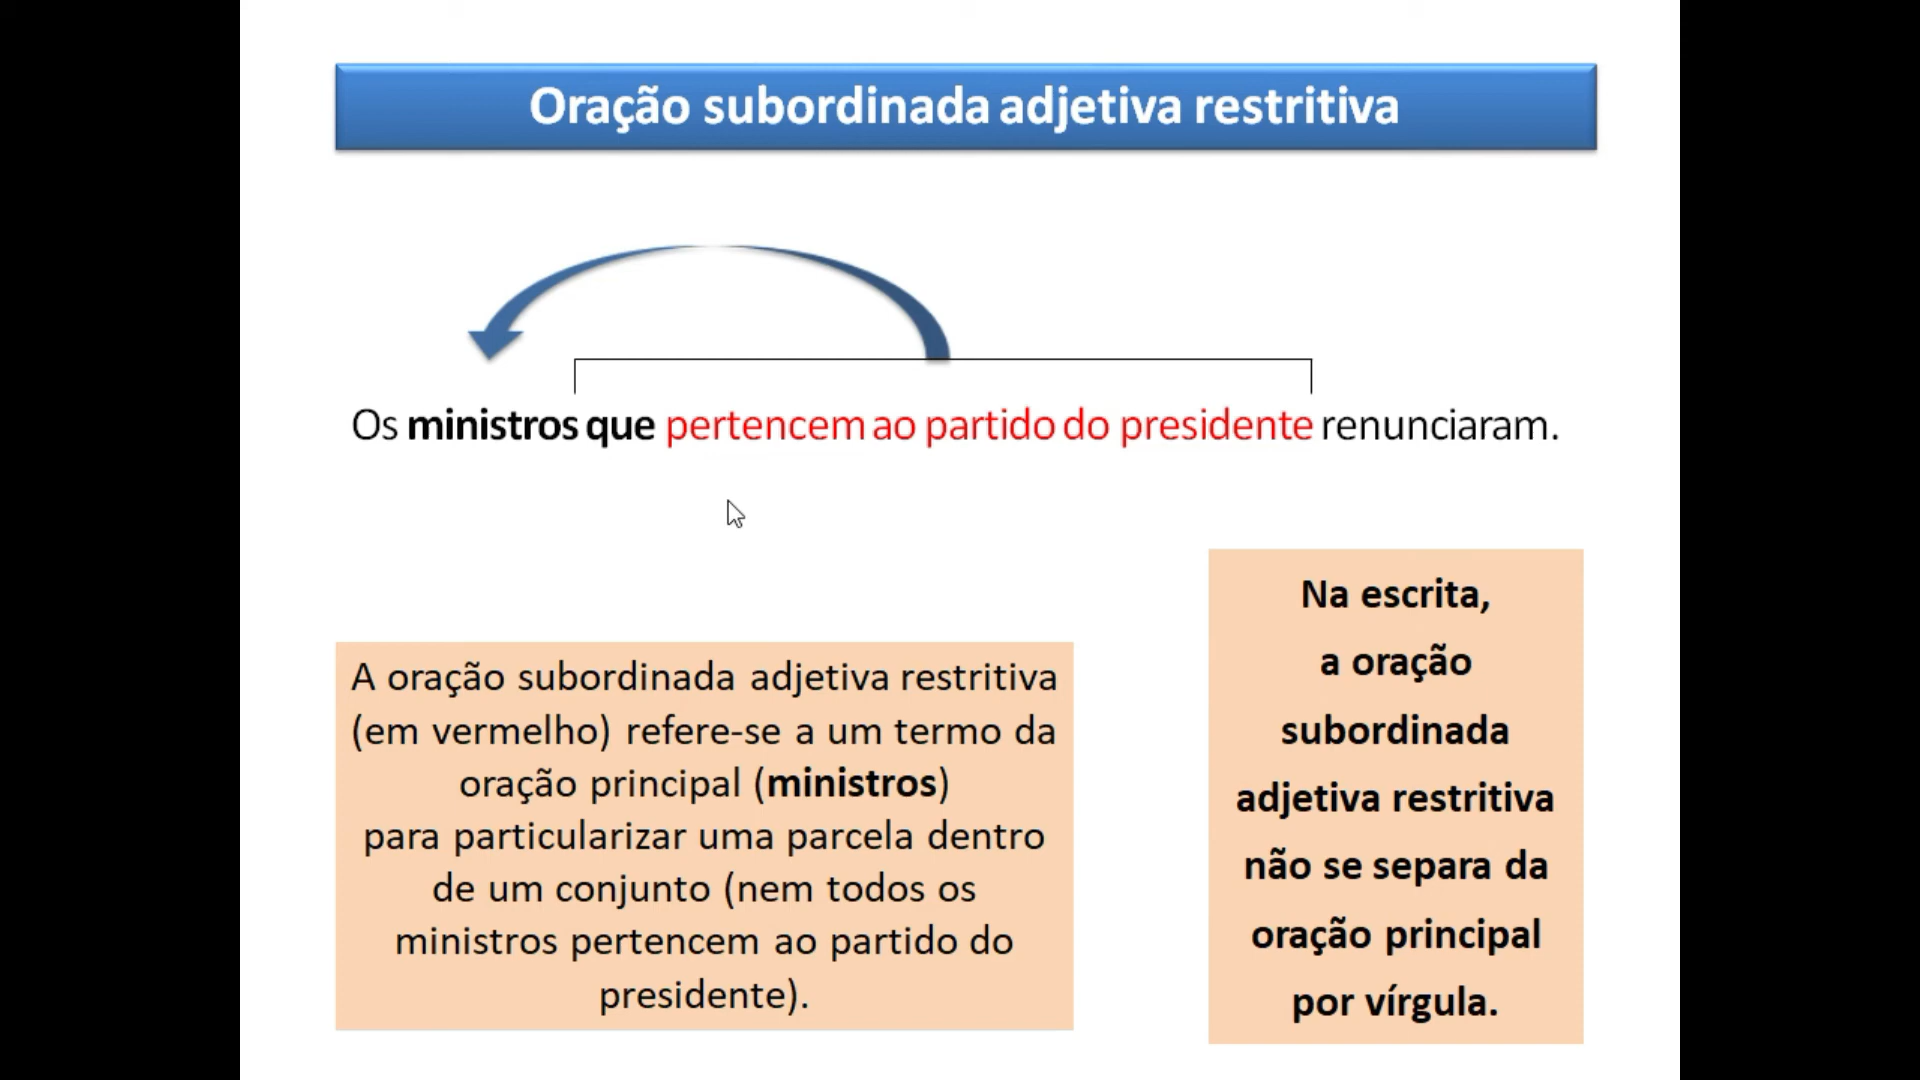 Oração subordinada adjetiva restritiva
Os ministros que pertencem ao partido do presidente renunciaram.
A oração subordinada adjetiva restritiva
(em vermelho) refere-se a um termo da
oração principal (ministros)
para particularizar uma parcela dentro
de um conjunto (nem todos os
ministros pertencem ao partido do
presidente).
Na escrita,
a oração
subordinada
adjetiva restritiva
não se separa da
oração principal
por vírgula.